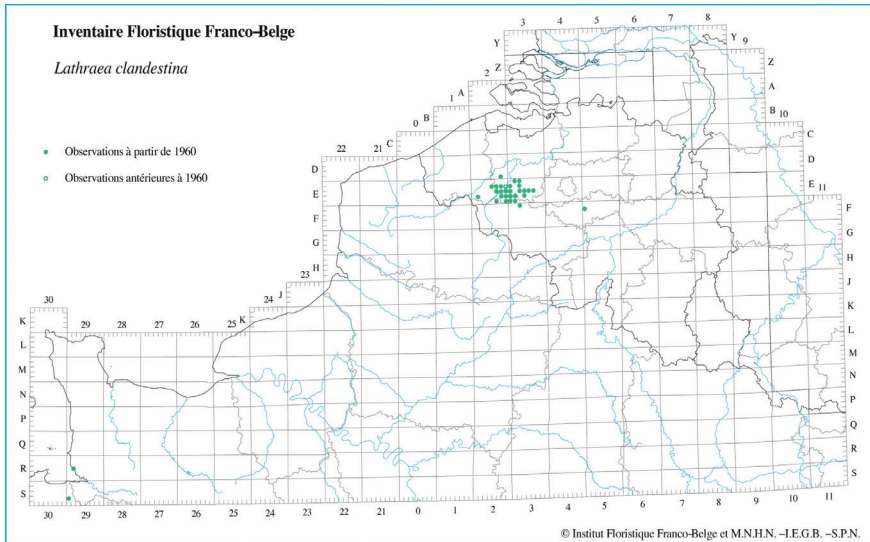 Inventaire Floristique Franco-Belge
Lathraea clandestina
Observations à partir de 1960
Observations antérieures à 1960
3 4 5 6 7 8
Y Y 9
Z Z
2
A A
1
B B 10
0
C C
22 21
D D
E E 11
F F
G G
H H
23
J J
24
30
K K K
29 28 27 26 25
L L
M M
N N
P P
Q Q
R R
S S
30 29 28 27 26 25 24 23 22 21 0 1 2 3 4 5 6 7 8 9 10 11
© Institut Floristique Franco-Belge et M.N.H.N. –I.E.G.B. –S.P.N.